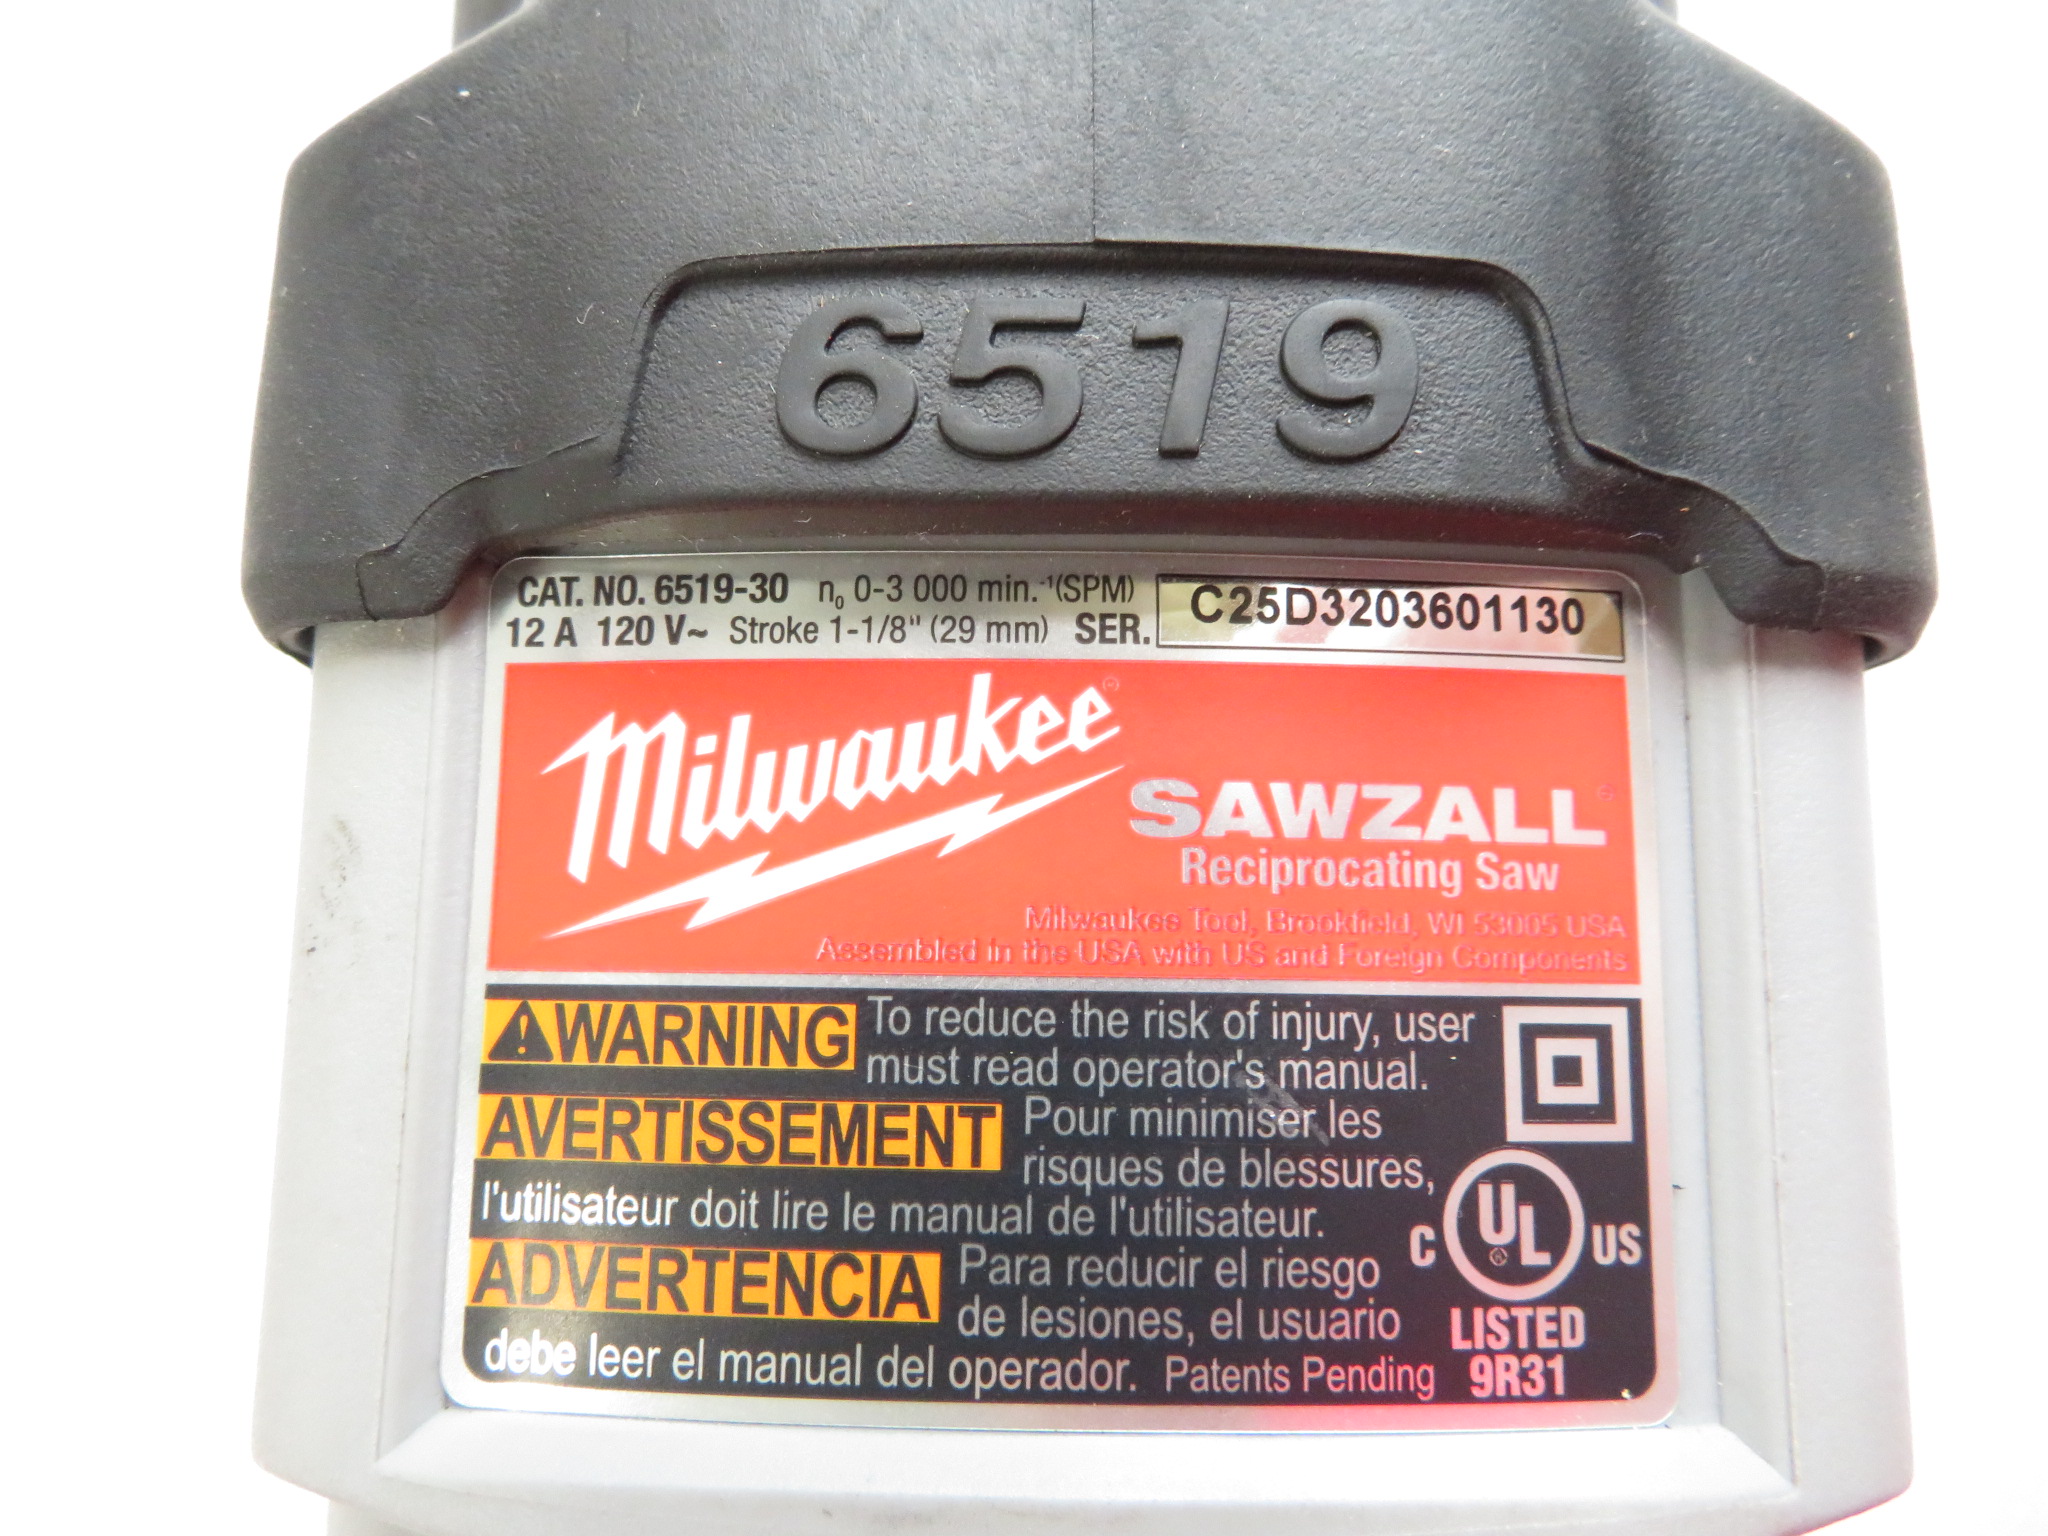 6519
CAT. NO. 6519-30 n₀ 0-3 000 min.⁻¹(SPM)
12 A 120 V~ Stroke 1-1/8" (29 mm) SER. C25D3203601130
Milwaukee®
SAWZALL®
Reciprocating Saw
Milwaukee Tool, Brookfield, WI 53005 USA
Assembled in the USA with US and Foreign Components
⚠WARNING To reduce the risk of injury, user
must read operator's manual.
AVERTISSEMENT Pour minimiser les
risques de blessures,
l'utilisateur doit lire le manual de l'utilisateur.
ADVERTENCIA Para reducir el riesgo
de lesiones, el usuario
debe leer el manual del operador. Patents Pending
C UL® US
LISTED
9R31